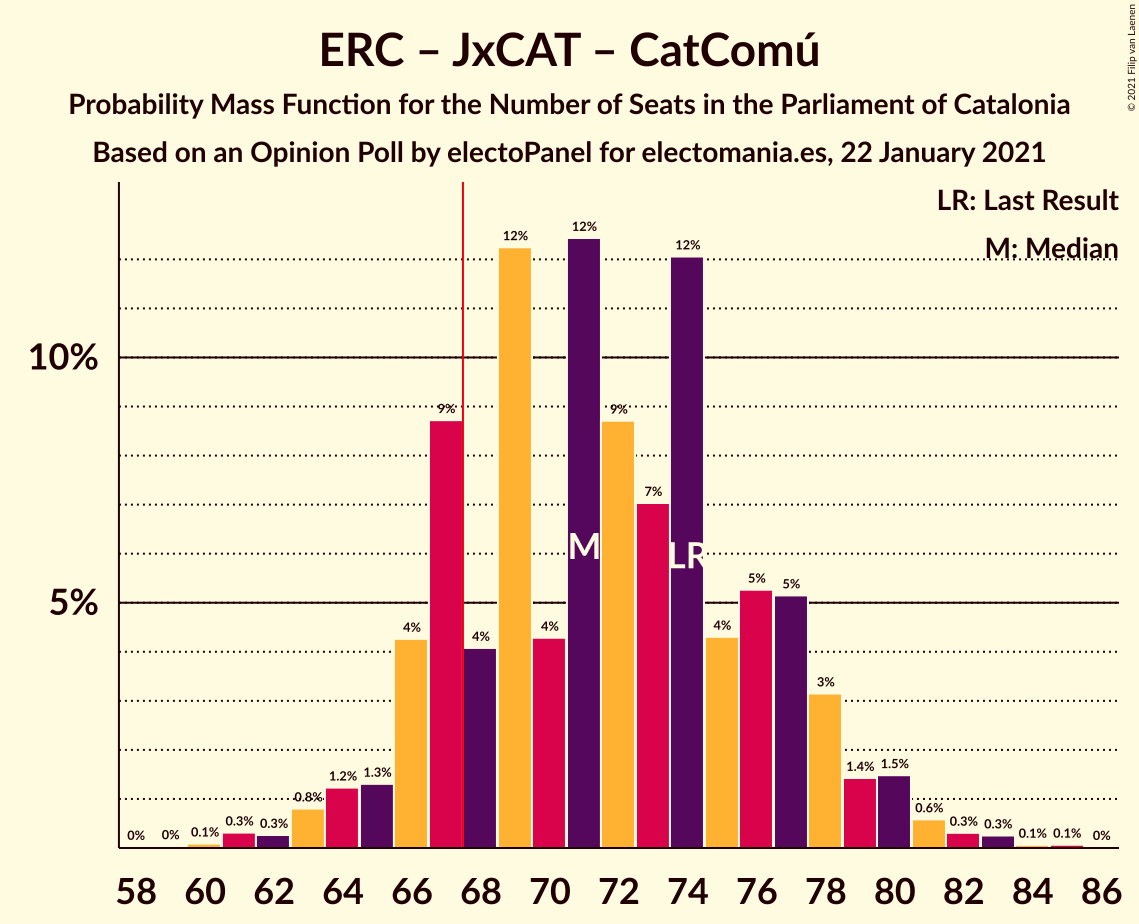 ERC – JxCAT – CatComú
Probability Mass Function for the Number of Seats in the Parliament of Catalonia
Based on an Opinion Poll by electoPanel for electomania.es, 22 January 2021
© 2021 Filip van Laenen
LR: Last Result
M: Median
10%
5%
0% 0% 0.1% 0.3% 0.3% 0.8% 1.2% 1.3% 4% 9% 4% 12% 4% 12% 9% 7% 12% 4% 5% 5% 3% 1.4% 1.5% 0.6% 0.3% 0.3% 0.1% 0.1% 0%
M LR
58 60 62 64 66 68 70 72 74 76 78 80 82 84 86